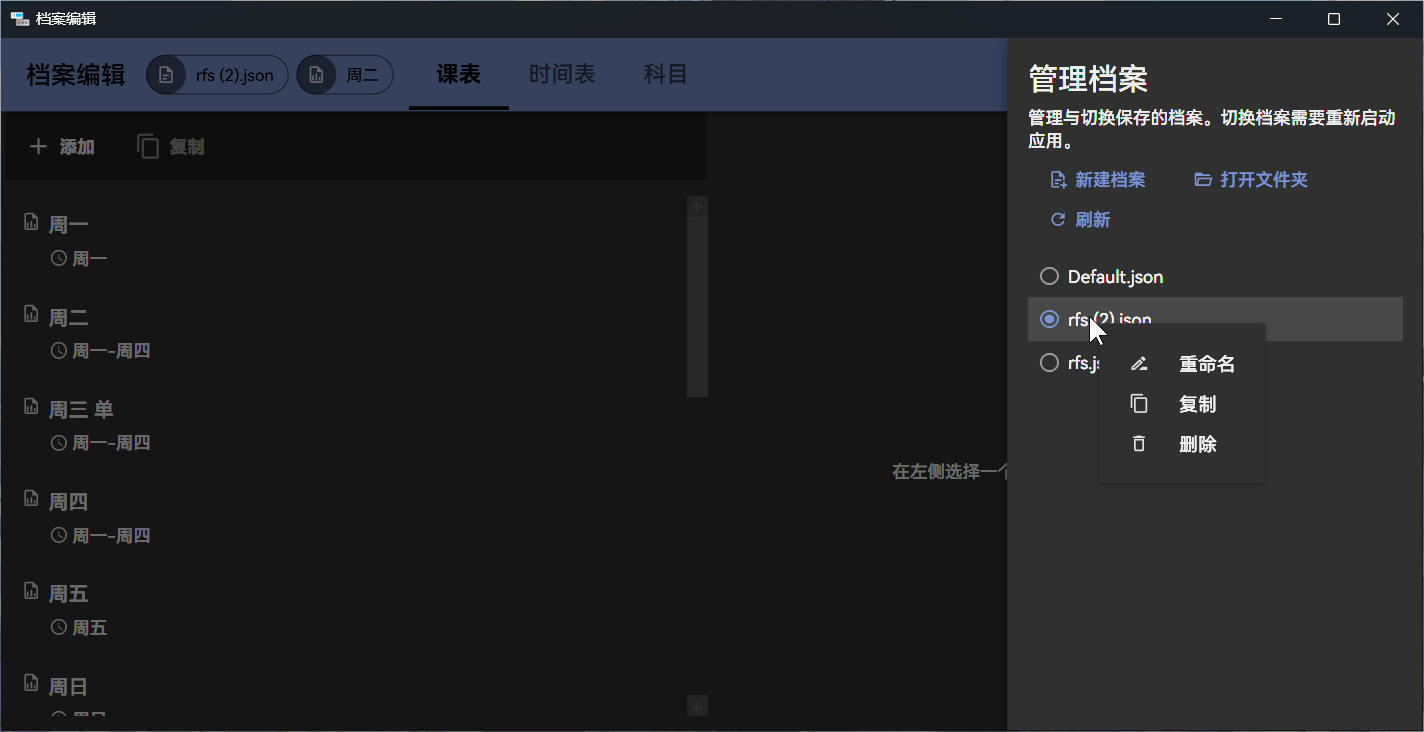 档案编辑
档案编辑
rfs (2).json
周二
课表
时间表
科目
添加
复制
周一
周一
周二
周一-周四
周三 单
周一-周四
周四
周一-周四
周五
周五
周日
在左侧选择一个
管理档案
管理与切换保存的档案。切换档案需要重新启动
应用。
新建档案
打开文件夹
刷新
Default.json
rfs (2).json
rfs.js
重命名
复制
删除